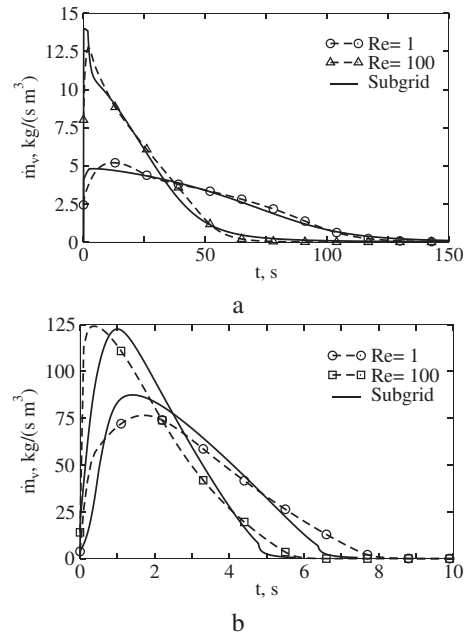 15
12.5
10
7.5
5
2.5
0
ṁv, kg/(s m³)
Re= 1
Re= 100
Subgrid
0 50 100 150
t, s
a
125
100
75
50
25
0
ṁv, kg/(s m³)
Re= 1
Re= 100
Subgrid
0 2 4 6 8 10
t, s
b